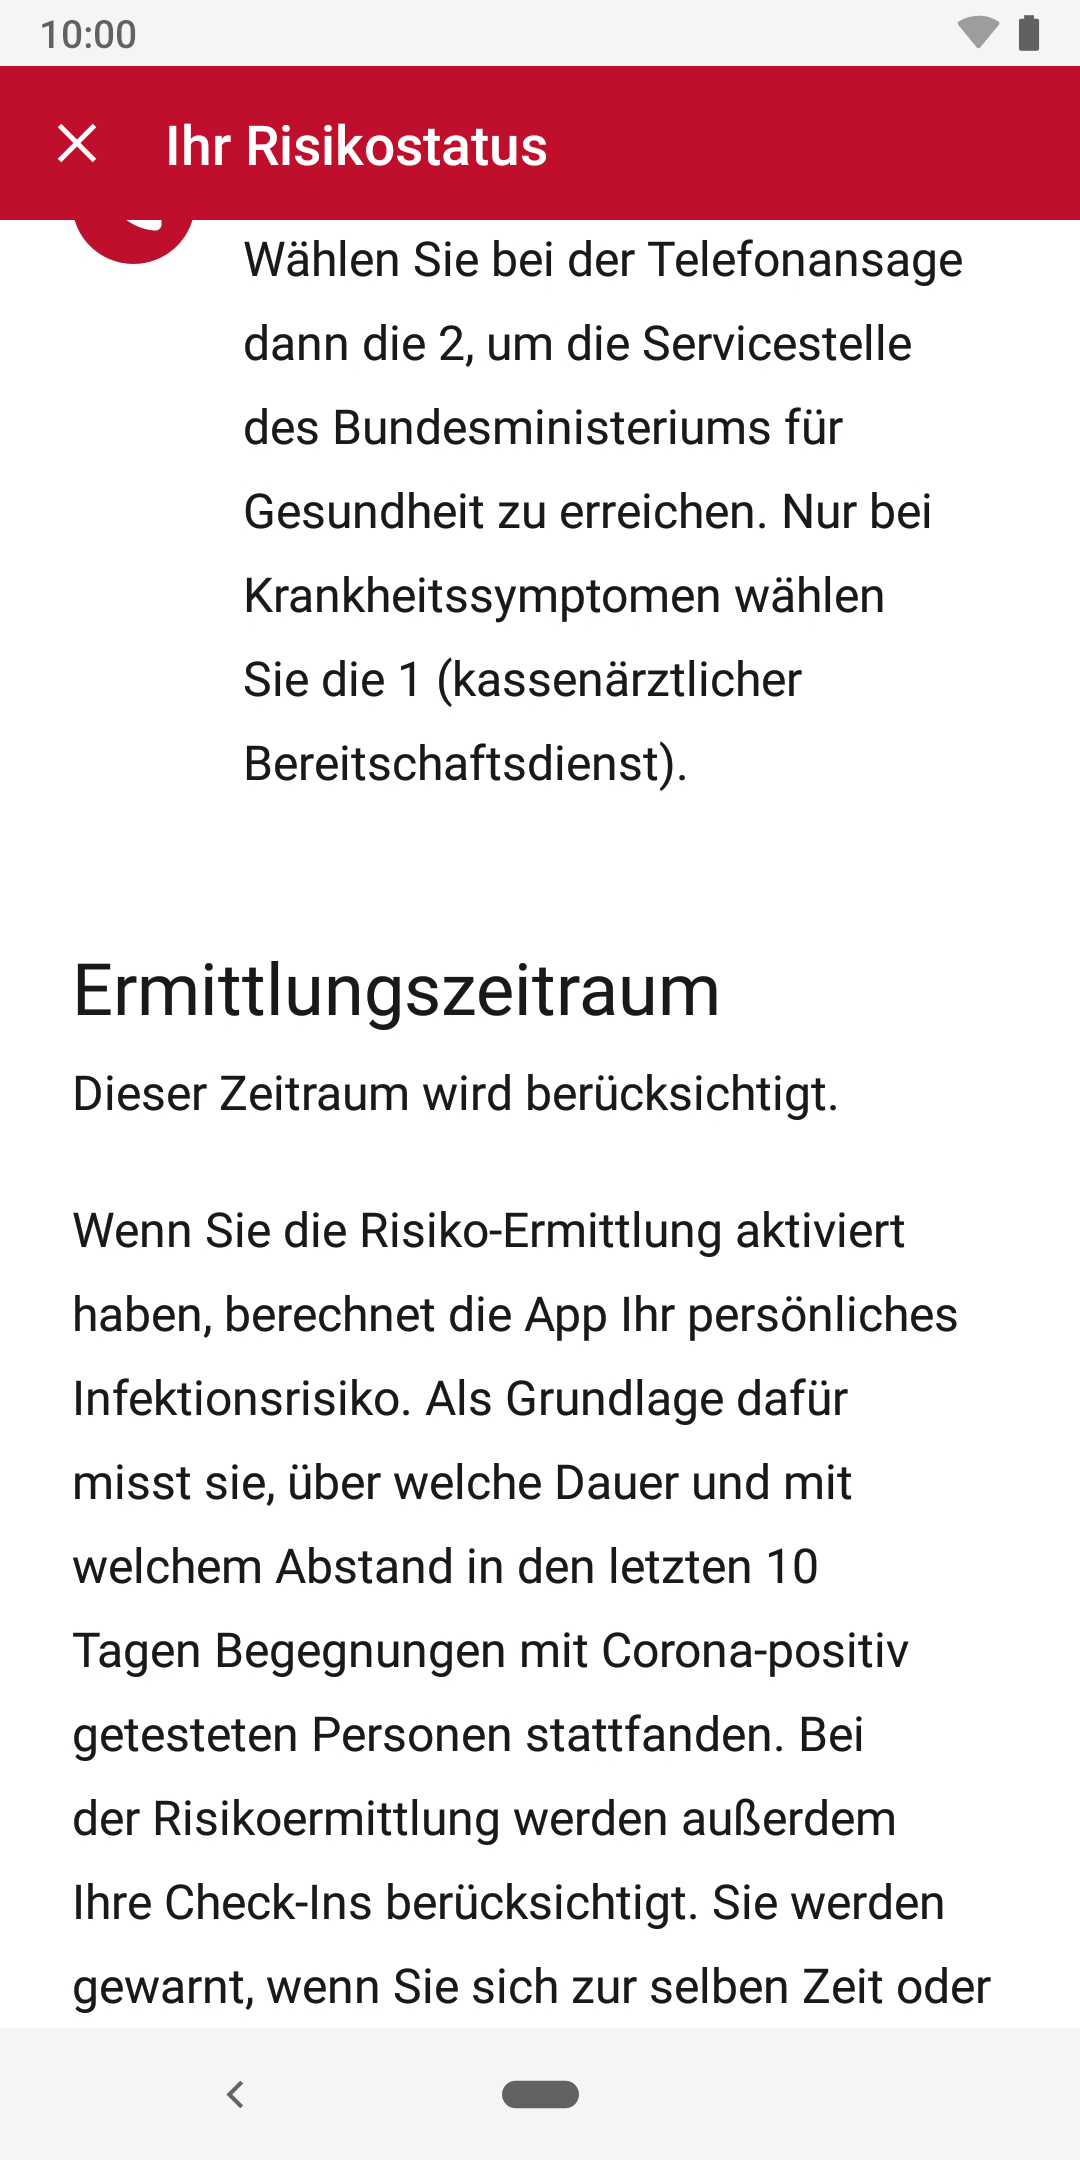 10:00
Ihr Risikostatus
Wählen Sie bei der Telefonansage
dann die 2, um die Servicestelle
des Bundesministeriums für
Gesundheit zu erreichen. Nur bei
Krankheitssymptomen wählen
Sie die 1 (kassenärztlicher
Bereitschaftsdienst).
Ermittlungszeitraum
Dieser Zeitraum wird berücksichtigt.
Wenn Sie die Risiko-Ermittlung aktiviert
haben, berechnet die App Ihr persönliches
Infektionsrisiko. Als Grundlage dafür
misst sie, über welche Dauer und mit
welchem Abstand in den letzten 10
Tagen Begegnungen mit Corona-positiv
getesteten Personen stattfanden. Bei
der Risikoermittlung werden außerdem
Ihre Check-Ins berücksichtigt. Sie werden
gewarnt, wenn Sie sich zur selben Zeit oder